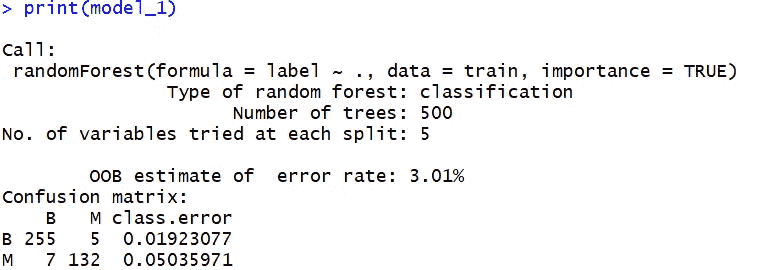 > print(model_1)
Call:
randomForest(formula = label ~ ., data = train, importance = TRUE)
Type of random forest: classification
Number of trees: 500
No. of variables tried at each split: 5
OOB estimate of  error rate: 3.01%
Confusion matrix:
B   M class.error
B 255   5  0.01923077
M   7 132  0.05035971